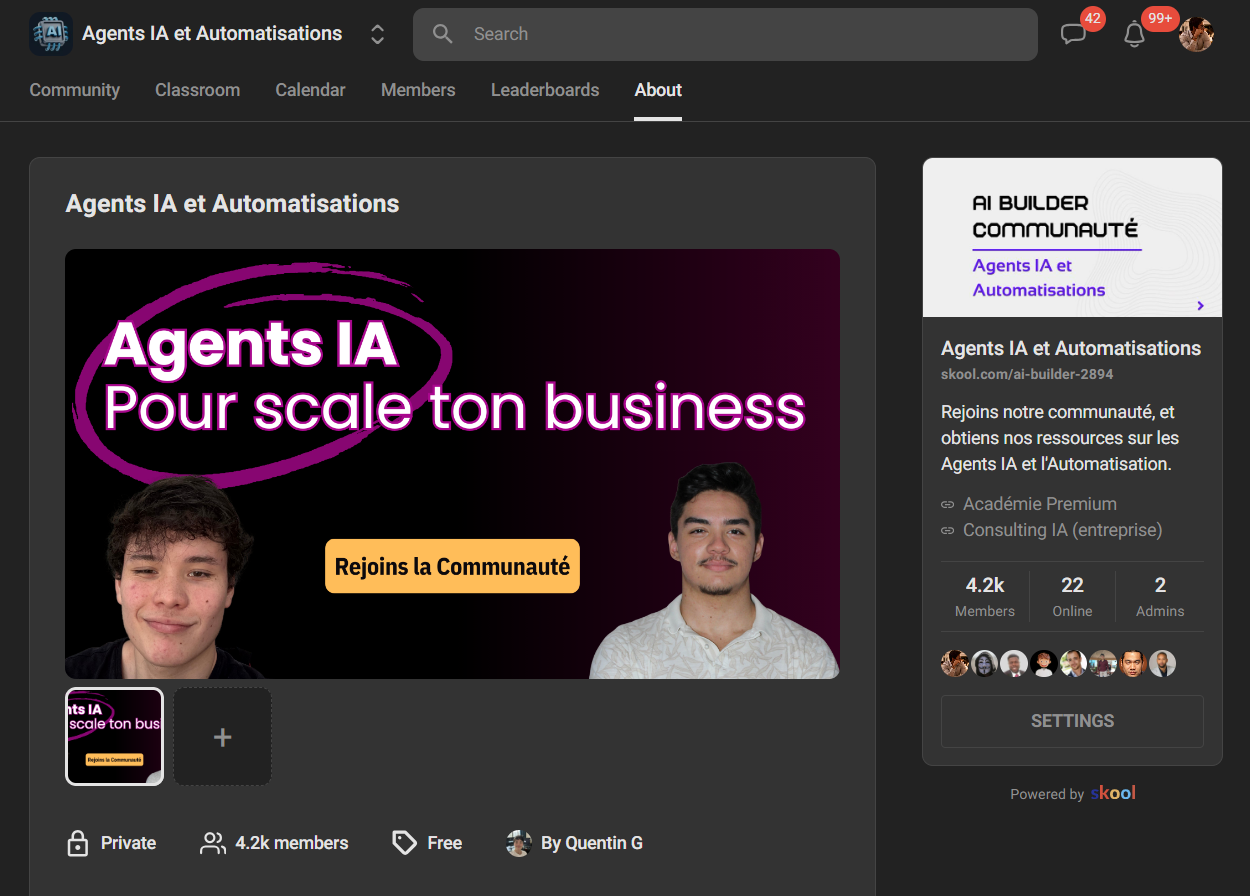 Agents IA et Automatisations
Search
42
99+
Community
Classroom
Calendar
Members
Leaderboards
About
Agents IA et Automatisations
Agents IA
Pour scale ton business
Rejoins la Communauté
nts IA
scale ton busi
Rejoins la Communauté
+
Private
4.2k members
Free
By Quentin G
AI BUILDER
COMMUNAUTÉ
Agents IA et
Automatisations
Agents IA et Automatisations
skool.com/ai-builder-2894
Rejoins notre communauté, et
obtiens nos ressources sur les
Agents IA et l'Automatisation.
Académie Premium
Consulting IA (entreprise)
4.2k
Members
22
Online
2
Admins
SETTINGS
Powered by skool